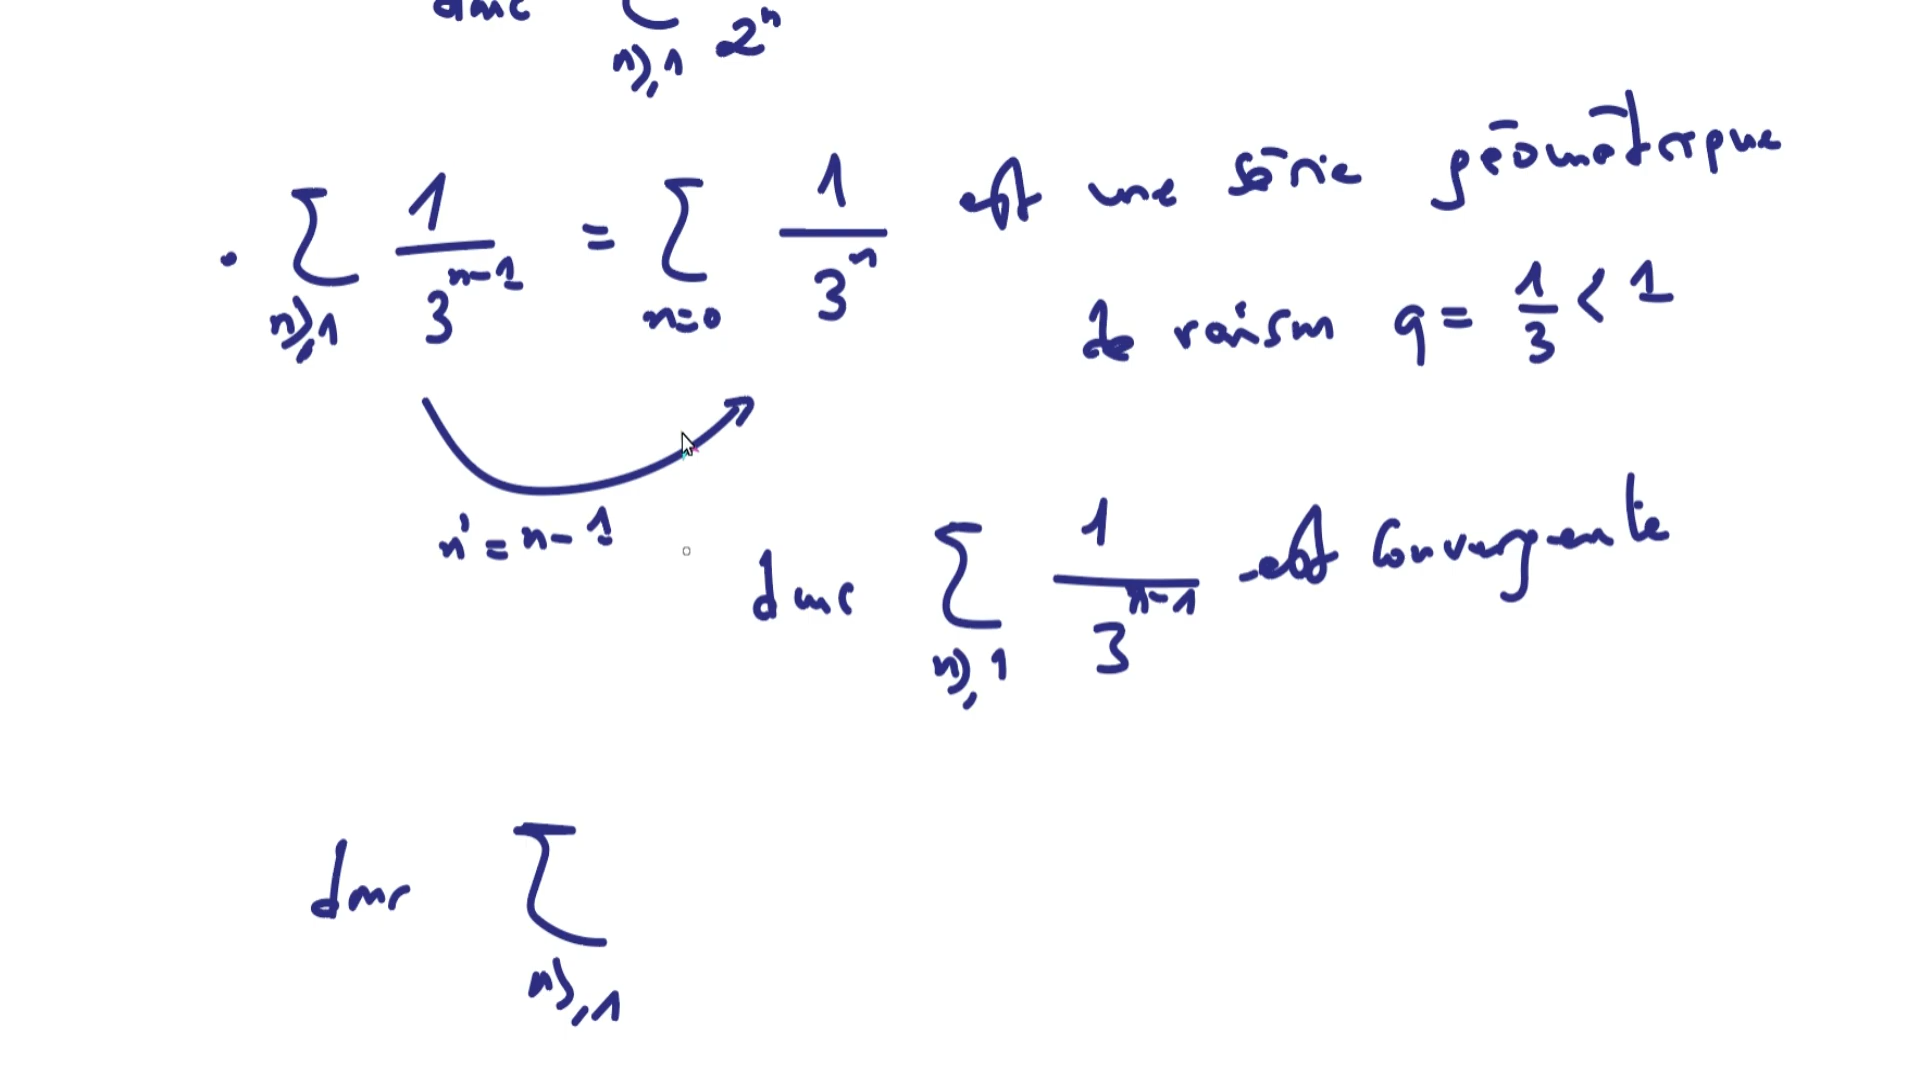 donc ∑ 2^n
n≥1
• ∑ 1/3^{n-1} = ∑ 1/3^n est une série géométrique
n≥1 n=0
de raison q = 1/3 < 1
n' = n-1
donc ∑ 1/3^{n-1} est convergente
n≥1
donc ∑
n≥1